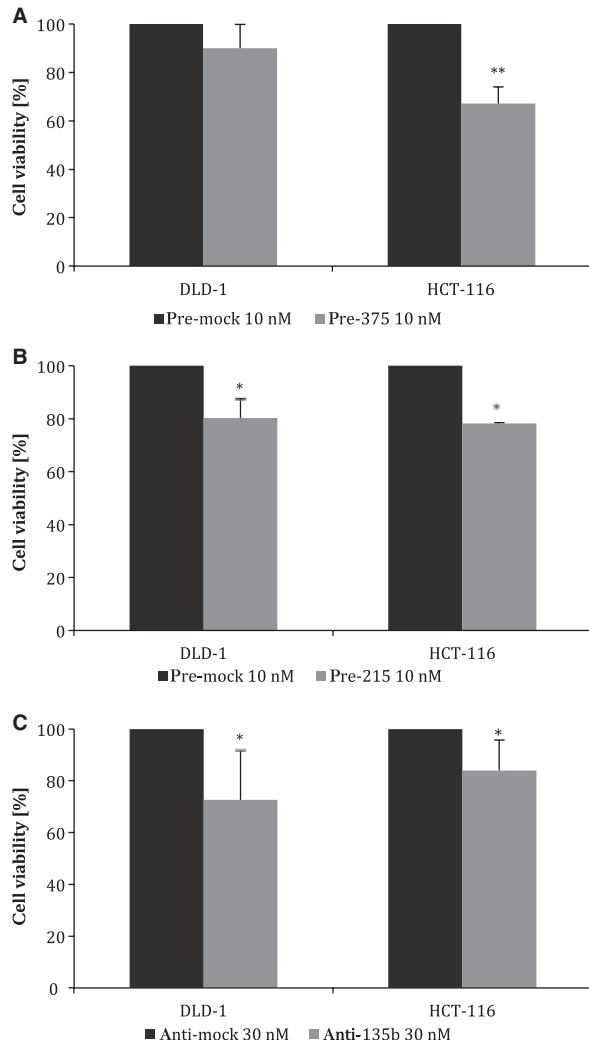 A
Cell viability [%]
100
80
60
40
20
0
**
DLD-1 HCT-116
Pre-mock 10 nM Pre-375 10 nM
B
Cell viability [%]
100
80
60
40
20
0
* *
DLD-1 HCT-116
Pre-mock 10 nM Pre-215 10 nM
C
Cell viability [%]
100
80
60
40
20
0
* *
DLD-1 HCT-116
Anti-mock 30 nM Anti-135b 30 nM